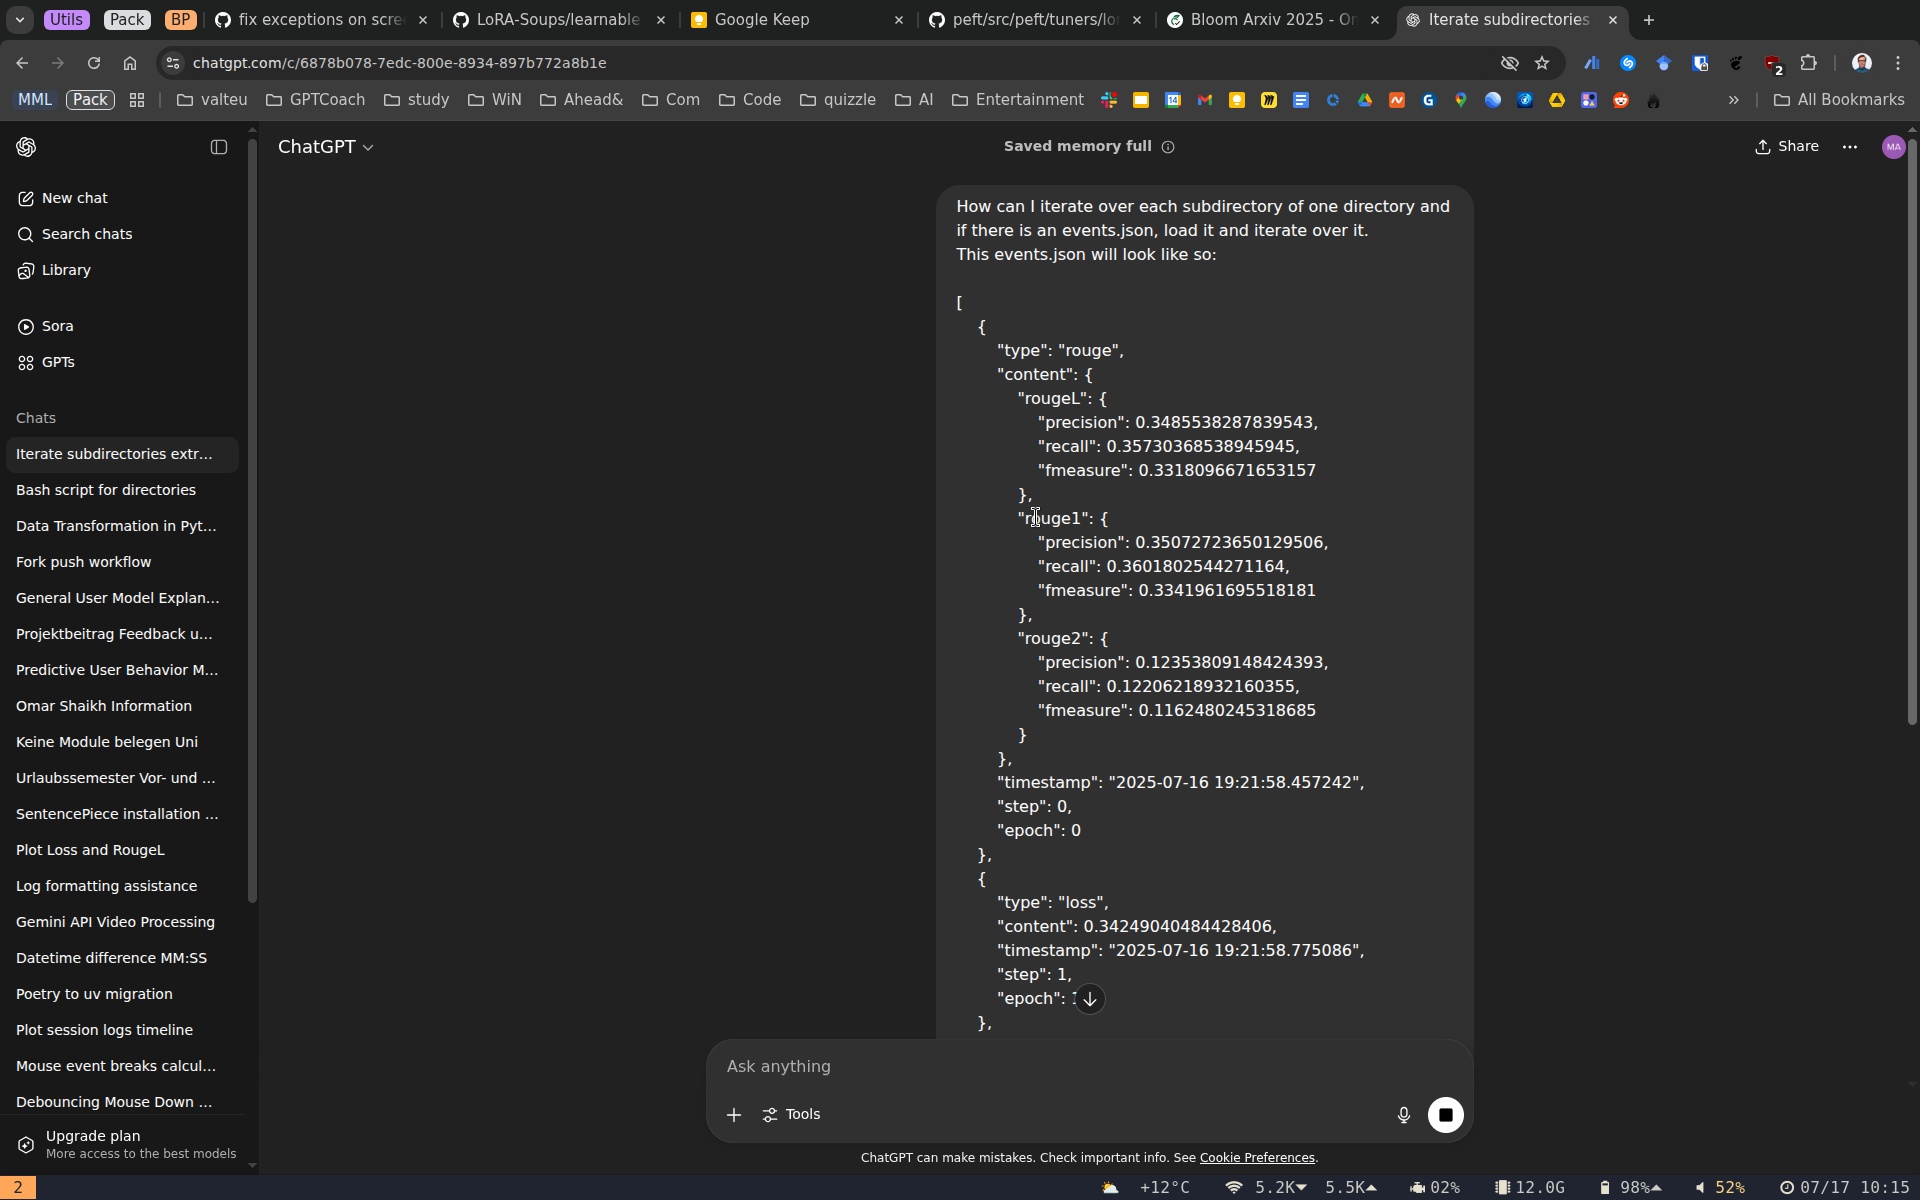 Utils
Pack
BP
fix exceptions on scre
LoRA-Soups/learnable
Google Keep
peft/src/peft/tuners/lo
Bloom Arxiv 2025 - On
Iterate subdirectories
chatgpt.com/c/6878b078-7edc-800e-8934-897b772a8b1e
2
MML
Pack
valteu
GPTCoach
study
WiN
Ahead&
Com
Code
quizzle
AI
Entertainment
All Bookmarks
ChatGPT
Saved memory full
Share
MA
New chat
Search chats
Library
Sora
GPTs
Chats
Iterate subdirectories extr...
Bash script for directories
Data Transformation in Pyt...
Fork push workflow
General User Model Explan...
Projektbeitrag Feedback u...
Predictive User Behavior M...
Omar Shaikh Information
Keine Module belegen Uni
Urlaubssemester Vor- und ...
SentencePiece installation ...
Plot Loss and RougeL
Log formatting assistance
Gemini API Video Processing
Datetime difference MM:SS
Poetry to uv migration
Plot session logs timeline
Mouse event breaks calcul...
Debouncing Mouse Down ...
Upgrade plan
More access to the best models
How can I iterate over each subdirectory of one directory and
if there is an events.json, load it and iterate over it.
This events.json will look like so:
[
{
"type": "rouge",
"content": {
"rougeL": {
"precision": 0.3485538287839543,
"recall": 0.35730368538945945,
"fmeasure": 0.3318096671653157
},
"rouge1": {
"precision": 0.35072723650129506,
"recall": 0.3601802544271164,
"fmeasure": 0.3341961695518181
},
"rouge2": {
"precision": 0.12353809148424393,
"recall": 0.12206218932160355,
"fmeasure": 0.1162480245318685
}
},
"timestamp": "2025-07-16 19:21:58.457242",
"step": 0,
"epoch": 0
},
{
"type": "loss",
"content": 0.34249040484428406,
"timestamp": "2025-07-16 19:21:58.775086",
"step": 1,
"epoch": 1
},
Ask anything
Tools
ChatGPT can make mistakes. Check important info. See Cookie Preferences.
2
+12°C
5.2K
5.5K
02%
12.0G
98%
52%
07/17 10:15